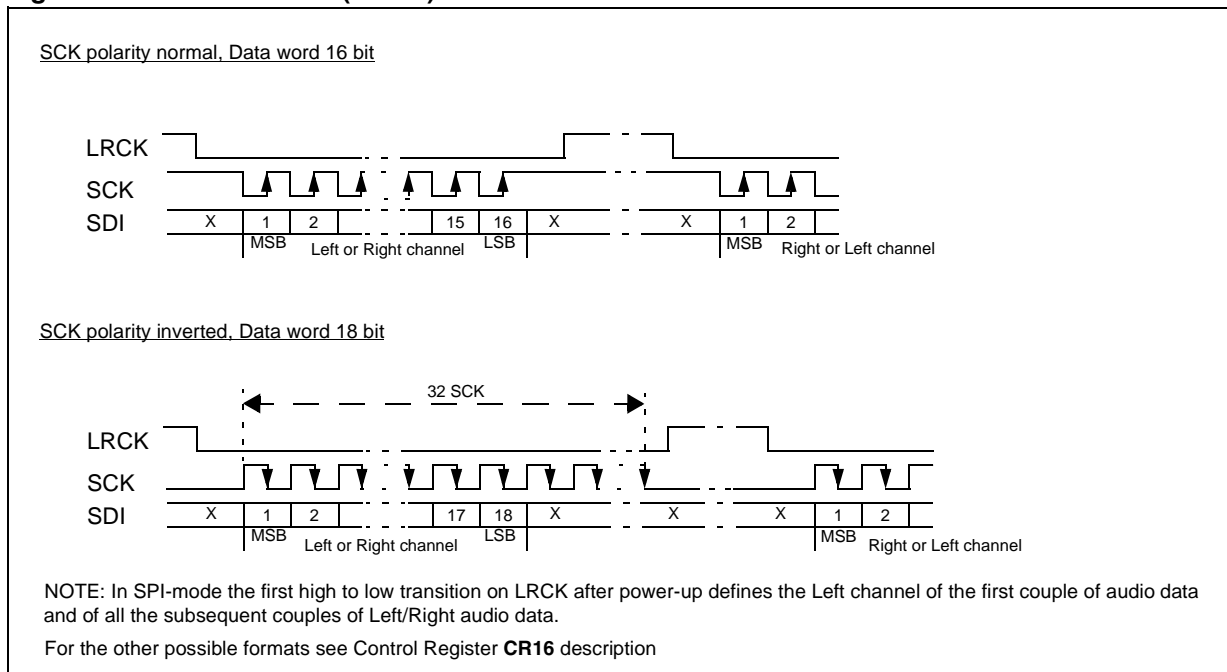 SCK polarity normal, Data word 16 bit
LRCK
SCK
SDI X 1 2 15 16 X X 1 2
MSB Left or Right channel LSB MSB Right or Left channel
SCK polarity inverted, Data word 18 bit
32 SCK
LRCK
SCK
SDI X 1 2 17 18 X X X 1 2
MSB Left or Right channel LSB MSB Right or Left channel
NOTE: In SPI-mode the first high to low transition on LRCK after power-up defines the Left channel of the first couple of audio data
and of all the subsequent couples of Left/Right audio data.
For the other possible formats see Control Register CR16 description